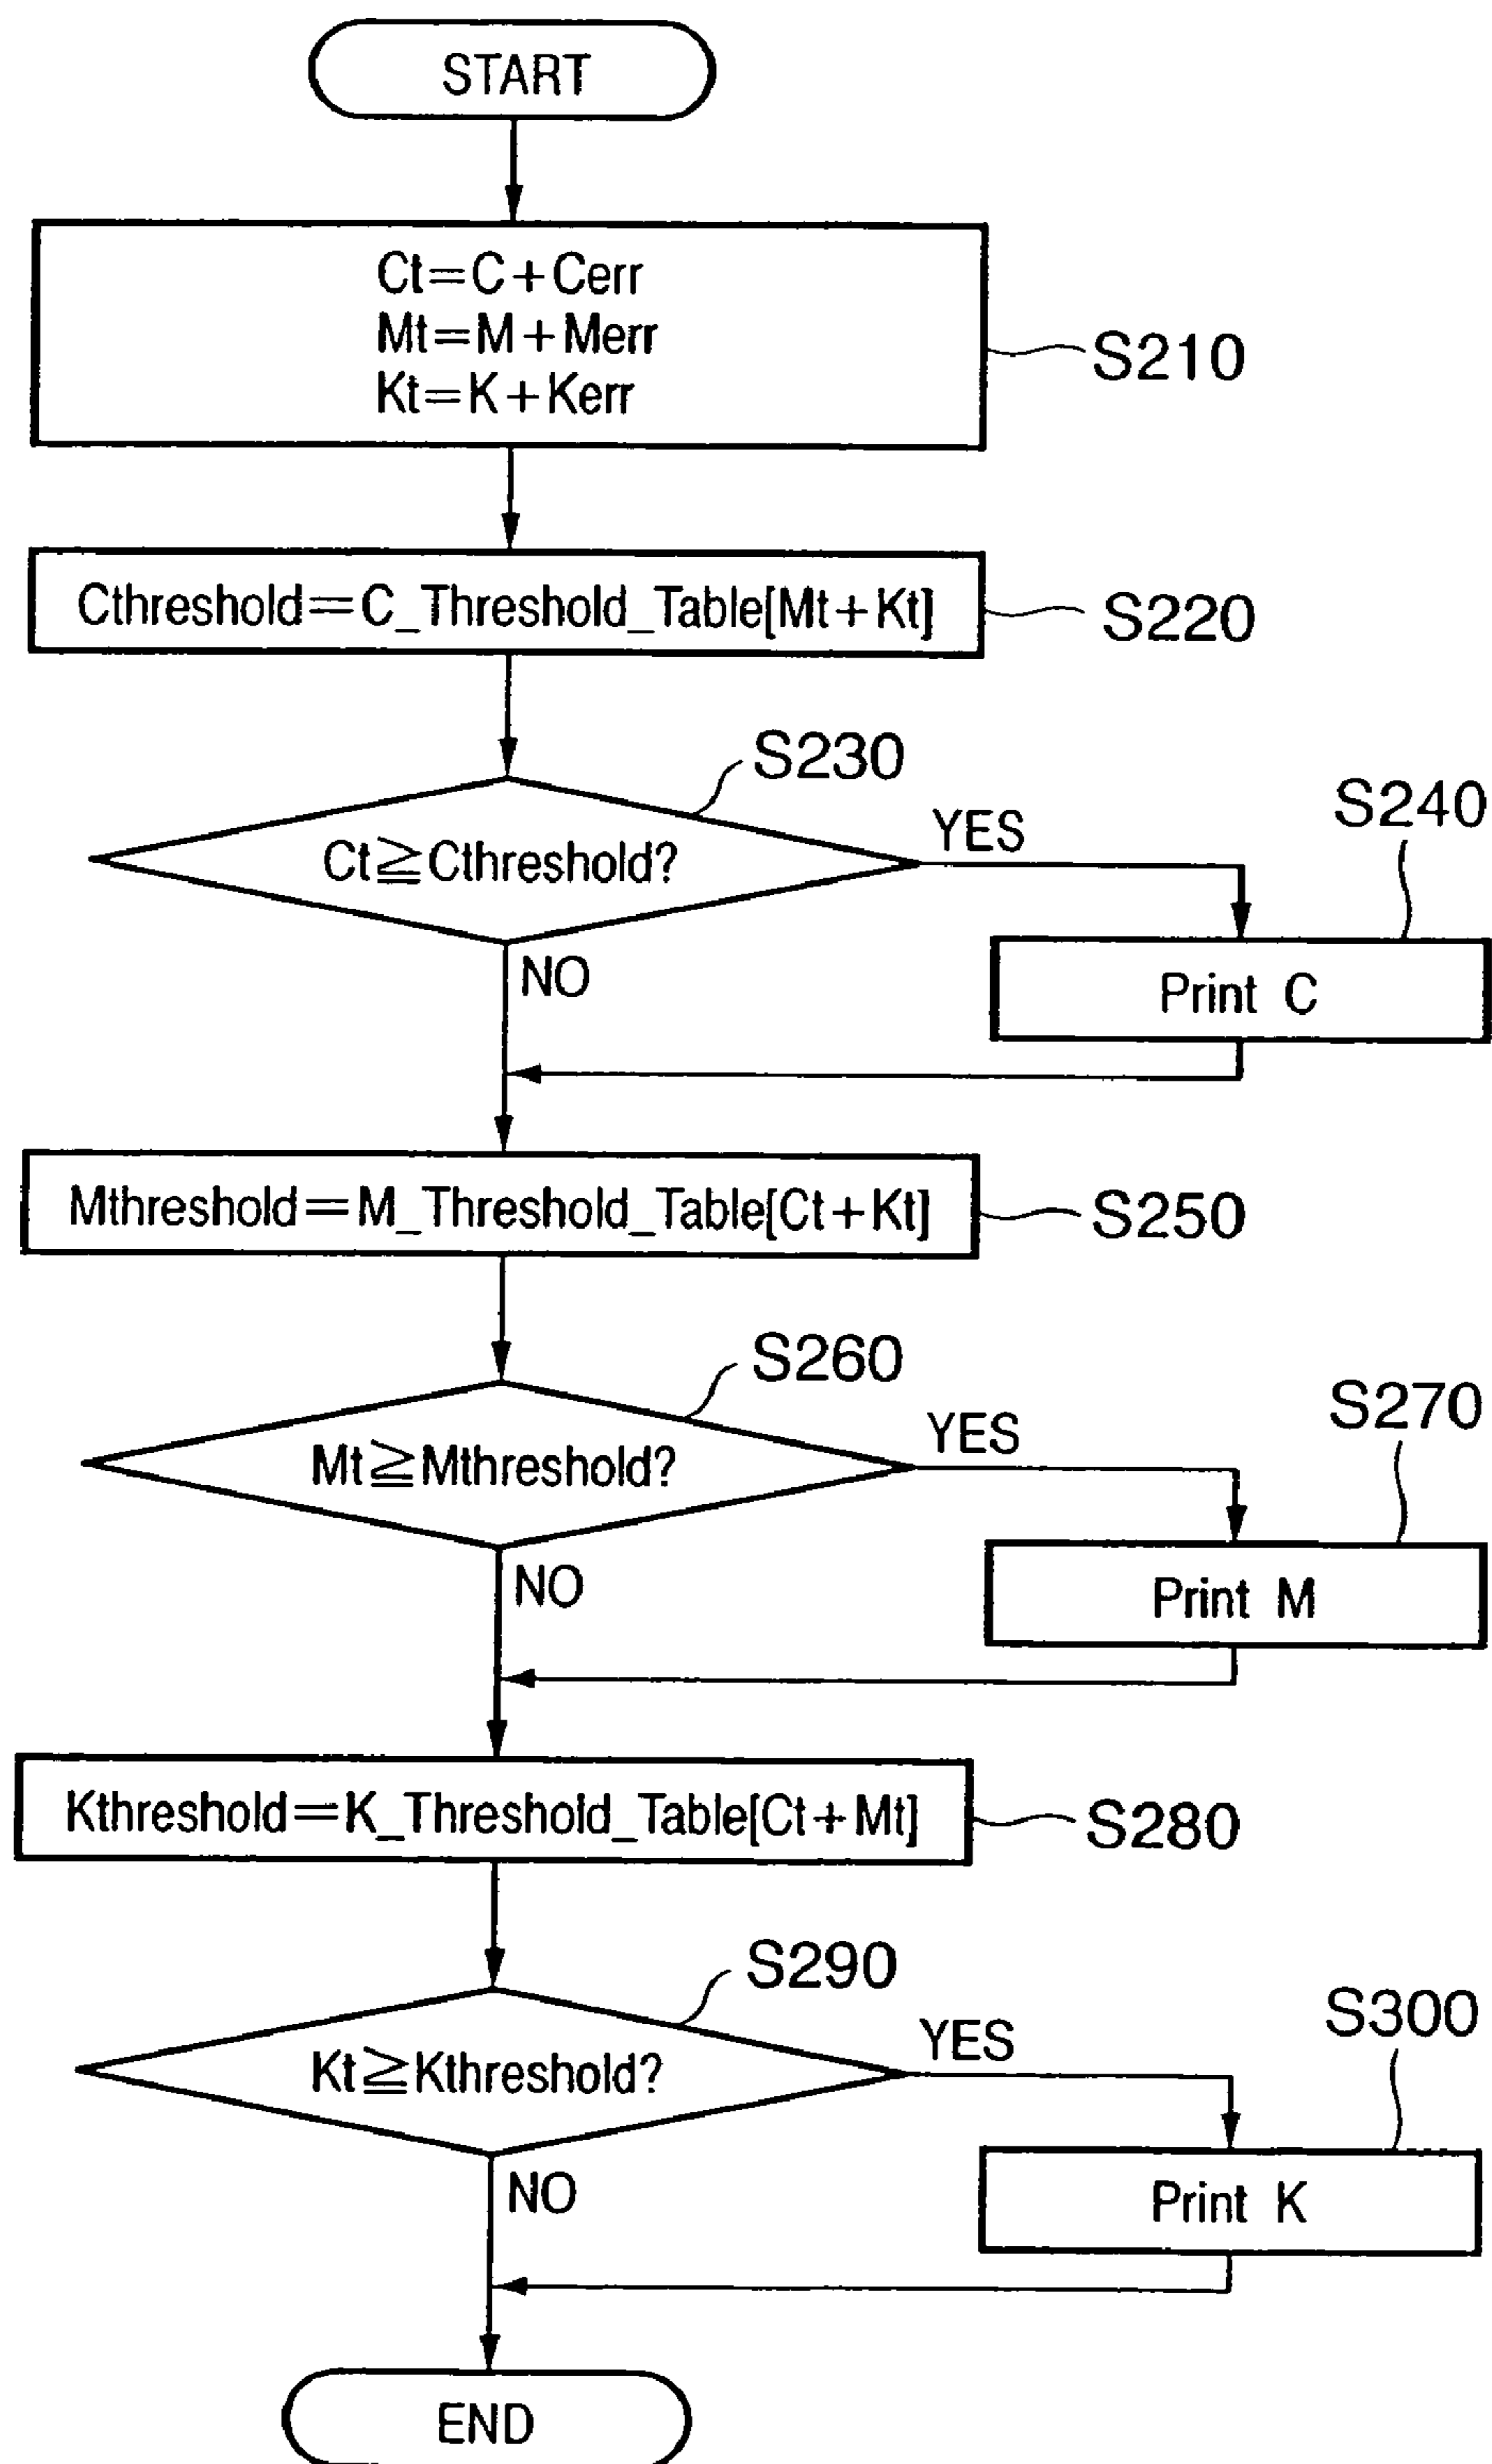 START
Ct=C+Cerr
Mt=M+Merr
Kt=K+Kerr
S210
Cthreshold=C_Threshold_Table[Mt+Kt]
S220
S230
Ct≧Cthreshold?
YES
S240
NO
Print C
Mthreshold=M_Threshold_Table[Ct+Kt]
S250
S260
Mt≧Mthreshold?
YES
S270
NO
Print M
Kthreshold=K_Threshold_Table[Ct+Mt]
S280
S290
Kt≧Kthreshold?
YES
S300
NO
Print K
END